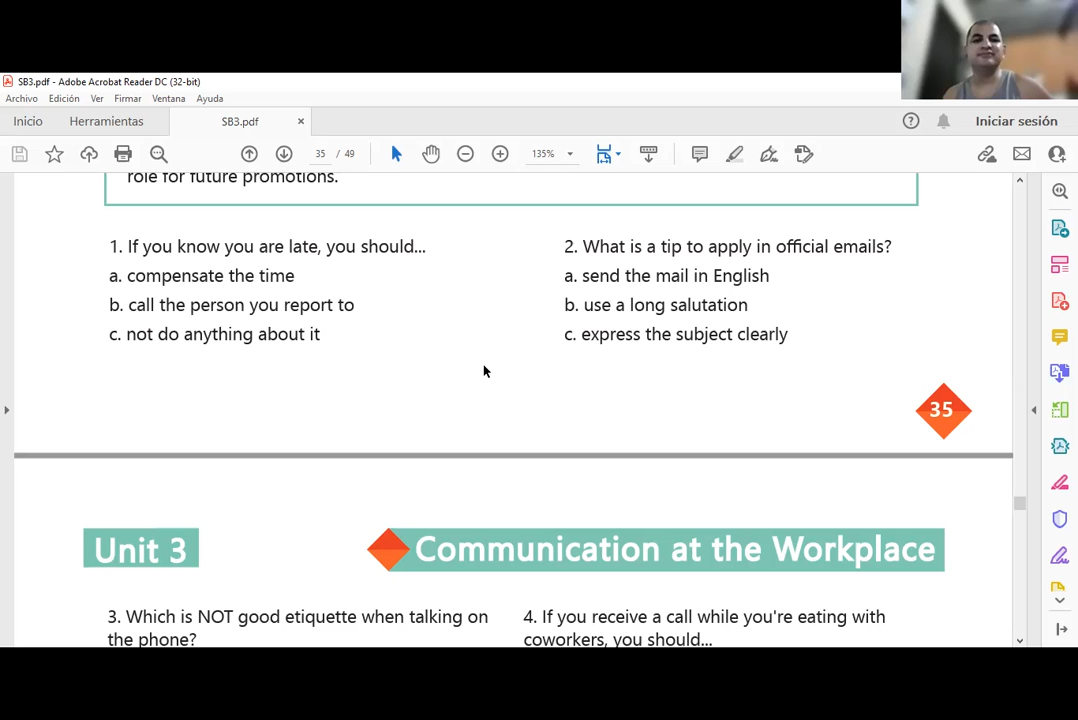 SB3.pdf - Adobe Acrobat Reader DC (32-bit)
Archivo Edición Ver Firmar Ventana Ayuda
Inicio Herramientas SB3.pdf × Iniciar sesión
35 / 49 135%
role for future promotions.
1. If you know you are late, you should...
a. compensate the time
b. call the person you report to
c. not do anything about it
2. What is a tip to apply in official emails?
a. send the mail in English
b. use a long salutation
c. express the subject clearly
35
Unit 3 Communication at the Workplace
3. Which is NOT good etiquette when talking on
the phone?
4. If you receive a call while you're eating with
coworkers, you should...